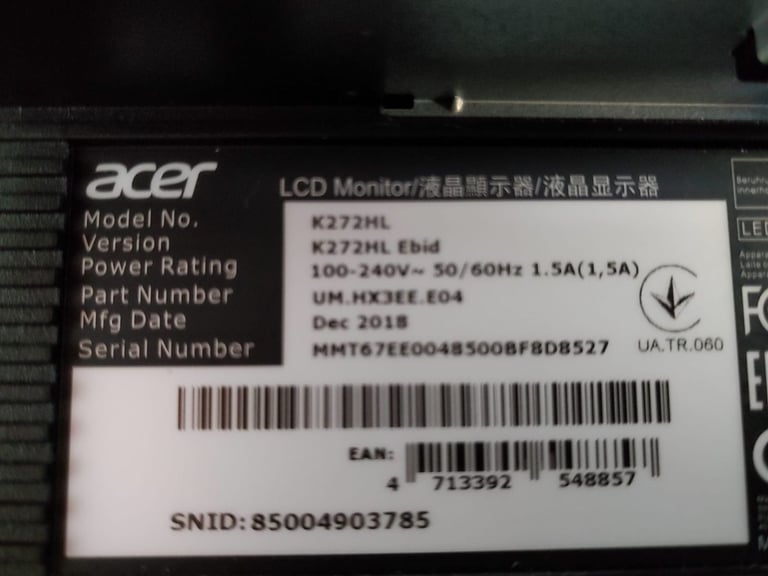 acer
LCD Monitor/液晶顯示器/液晶显示器
Model No. K272HL
Version K272HL Ebid
Power Rating 100-240V~ 50/60Hz 1.5A(1,5A)
Part Number UM.HX3EE.E04
Mfg Date Dec 2018
Serial Number MMT67EE00485008F8D8527
UA.TR.060
EAN:
4 713392 548857
SNID:85004903785
LED